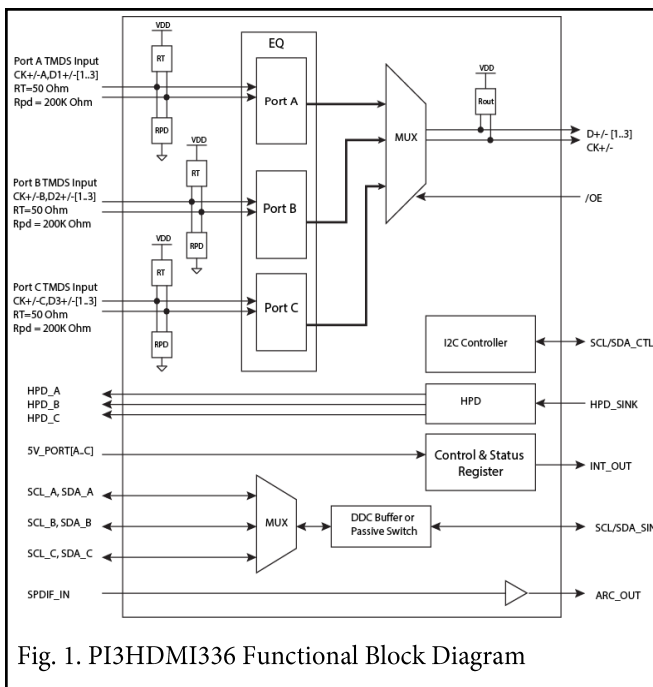 VDD
EQ
Port A TMDS Input
CK+/-A,D1+/-[1..3]
RT=50 Ohm
Rpd = 200K Ohm
RT
RPD
Port A
VDD
Rout
MUX
D+/- [1..3]
CK+/-
/OE
VDD
RT
RPD
Port B TMDS Input
CK+/-B,D2+/-[1..3]
RT=50 Ohm
Rpd = 200K Ohm
Port B
VDD
RT
RPD
Port C TMDS Input
CK+/-C,D3+/-[1..3]
RT=50 Ohm
Rpd = 200K Ohm
Port C
I2C Controller
SCL/SDA_CTL
HPD_A
HPD_B
HPD_C
HPD
HPD_SINK
5V_PORT[A..C]
Control & Status
Register
INT_OUT
SCL_A, SDA_A
SCL_B, SDA_B
SCL_C, SDA_C
MUX
DDC Buffer or
Passive Switch
SCL/SDA_SIN
SPDIF_IN
ARC_OUT
Fig. 1. PI3HDMI336 Functional Block Diagram